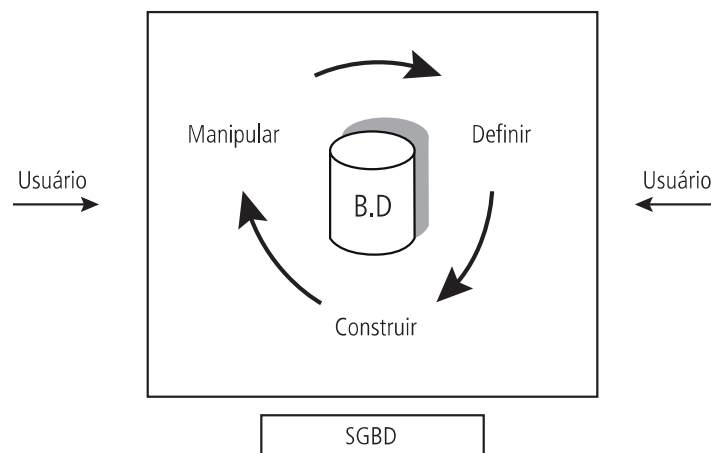 Manipular
Definir
Usuário
Usuário
B.D
Construir
SGBD